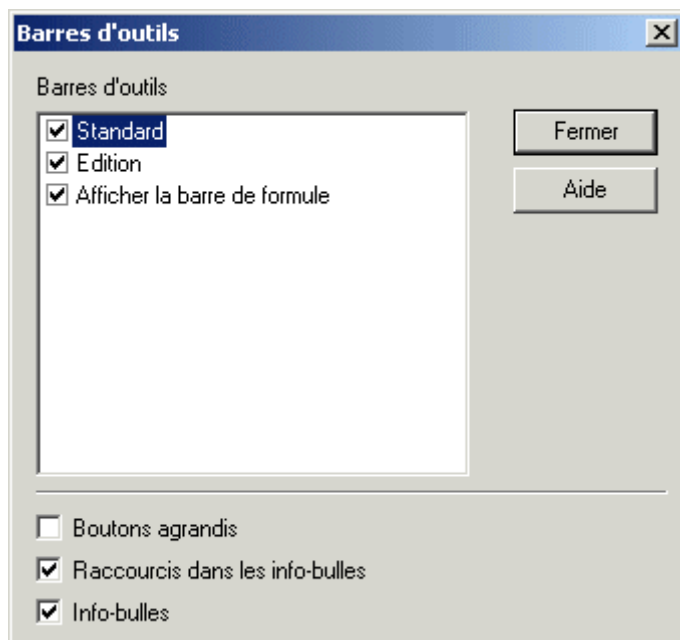 Barres d'outils
Barres d'outils
Standard
Edition
Afficher la barre de formule
Fermer
Aide
Boutons agrandis
Raccourcis dans les info-bulles
Info-bulles